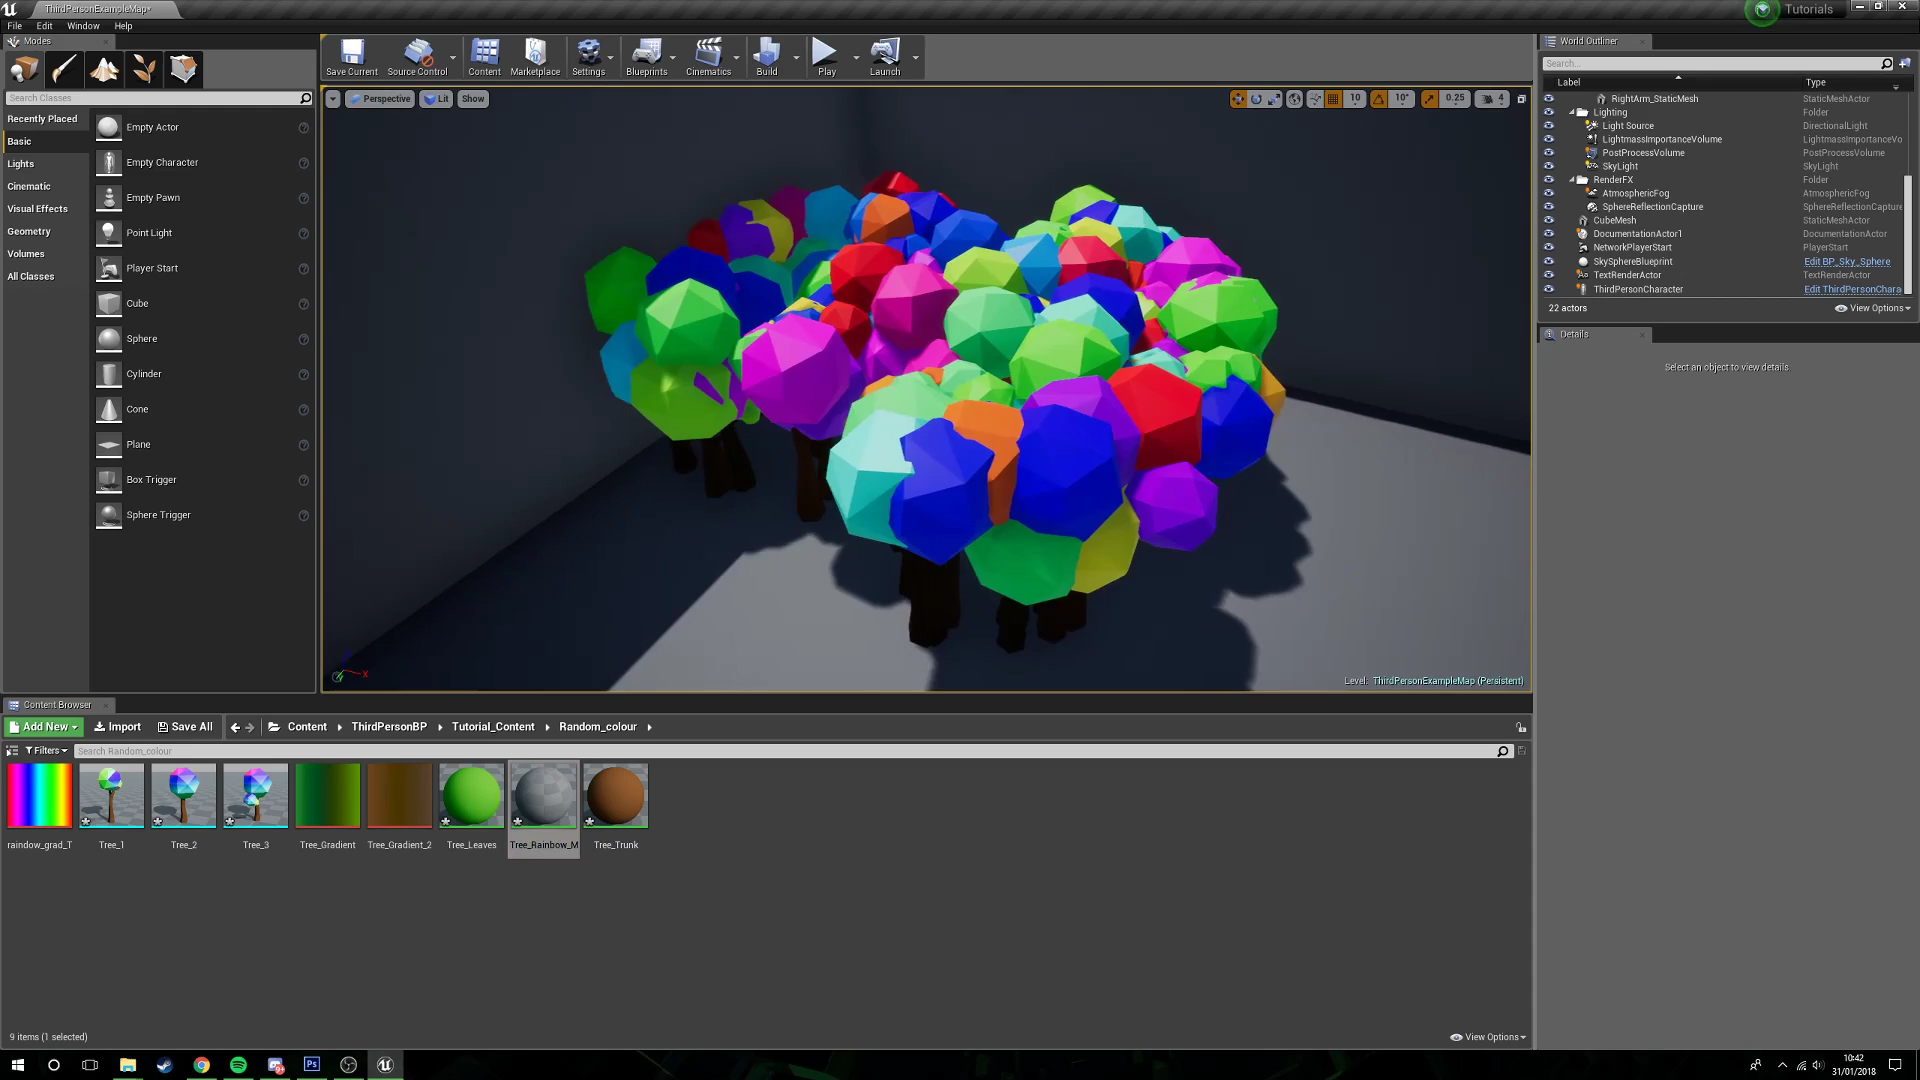 ThirdPersonExampleMap*
Tutorials
File Edit Window Help
Modes
Search Classes
Recently Placed
Basic
Lights
Cinematic
Visual Effects
Geometry
Volumes
All Classes
Empty Actor
Empty Character
Empty Pawn
Point Light
Player Start
Cube
Sphere
Cylinder
Cone
Plane
Box Trigger
Sphere Trigger
Save Current Source Control Content Marketplace Settings Blueprints Cinematics Build Play Launch
Perspective Lit Show
10 10° 0.25 4
X
Level: ThirdPersonExampleMap (Persistent)
World Outliner
Search...
Label Type
RightArm_StaticMesh StaticMeshActor
Lighting Folder
Light Source DirectionalLight
LightmassImportanceVolume LightmassImportanceVo
PostProcessVolume PostProcessVolume
SkyLight SkyLight
RenderFX Folder
AtmosphericFog AtmosphericFog
SphereReflectionCapture SphereReflectionCapture
CubeMesh StaticMeshActor
DocumentationActor1 DocumentationActor
NetworkPlayerStart PlayerStart
SkySphereBlueprint Edit BP_Sky_Sphere
TextRenderActor TextRenderActor
ThirdPersonCharacter Edit ThirdPersonChara
22 actors View Options
Details
Select an object to view details
Content Browser
Add New Import Save All Content ThirdPersonBP Tutorial_Content Random_colour
Filters Search Random_colour
raindow_grad_T Tree_1 Tree_2 Tree_3 Tree_Gradient Tree_Gradient_2 Tree_Leaves Tree_Rainbow_M Tree_Trunk
9 items (1 selected) View Options
Ps
10:42
31/01/2018